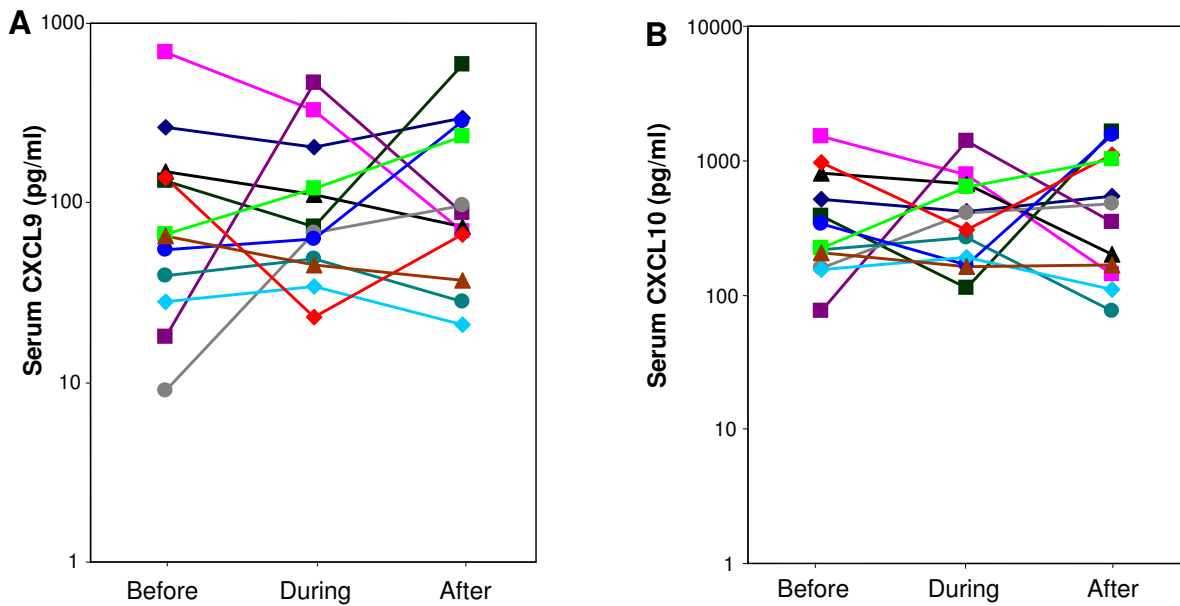 A
Serum CXCL9 (pg/ml)
1000
100
10
1
Before During After
B
Serum CXCL10 (pg/ml)
10000
1000
100
10
1
Before During After